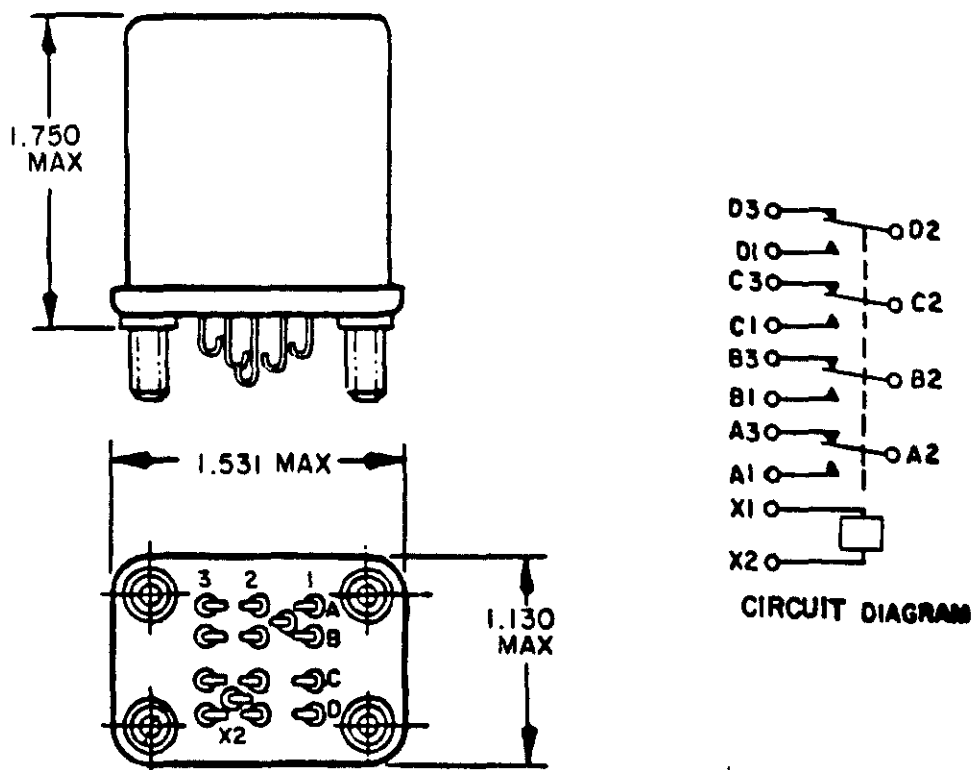 1.750
MAX
1.531 MAX
3 2 1
A
B
C
D
X2
1.130
MAX
D3
D2
D1
C3
C2
C1
B3
B2
B1
A3
A2
A1
X1
X2
CIRCUIT DIAGRAM